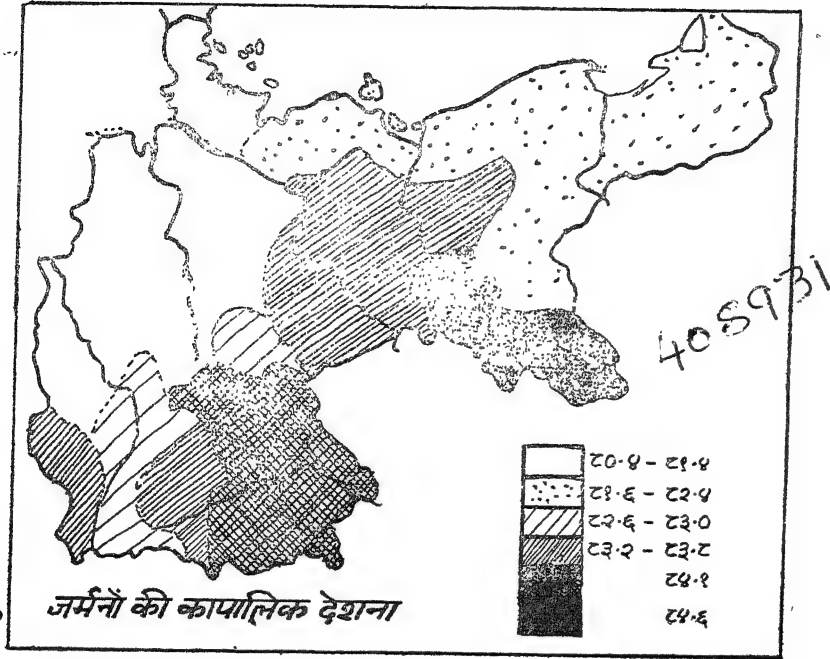 408931
८०.४ - ८१.४
८१.६ - ८२.४
८२.६ - ८३.०
८३.२ - ८३.८
८४.१
८४.६
जर्मनों की कापालिक देशना